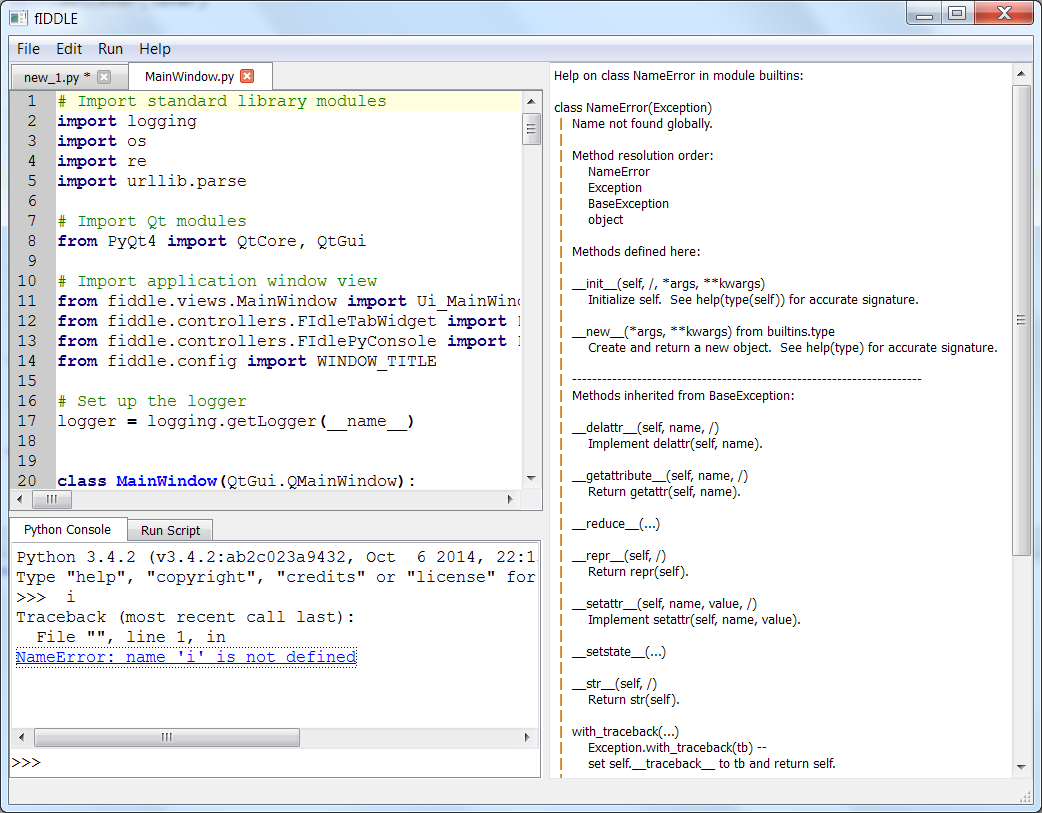 fIDDLE
File Edit Run Help
new_1.py * MainWindow.py
1 # Import standard library modules
2 import logging
3 import os
4 import re
5 import urllib.parse
6
7 # Import Qt modules
8 from PyQt4 import QtCore, QtGui
9
10 # Import application window view
11 from fiddle.views.MainWindow import Ui_MainWin
12 from fiddle.controllers.FIdleTabWidget import
13 from fiddle.controllers.FIdlePyConsole import
14 from fiddle.config import WINDOW_TITLE
15
16 # Set up the logger
17 logger = logging.getLogger(__name__)
18
19
20 class MainWindow(QtGui.QMainWindow):
Python Console Run Script
Python 3.4.2 (v3.4.2:ab2c023a9432, Oct  6 2014, 22:1
Type "help", "copyright", "credits" or "license" for
>>>  i
Traceback (most recent call last):
  File "", line 1, in
NameError: name 'i' is not defined
>>>
Help on class NameError in module builtins:
class NameError(Exception)
| Name not found globally.
|
| Method resolution order:
|     NameError
|     Exception
|     BaseException
|     object
|
| Methods defined here:
|
| __init__(self, /, *args, **kwargs)
|     Initialize self.  See help(type(self)) for accurate signature.
|
| __new__(*args, **kwargs) from builtins.type
|     Create and return a new object.  See help(type) for accurate signature.
|
| ----------------------------------------------------------------------
| Methods inherited from BaseException:
|
| __delattr__(self, name, /)
|     Implement delattr(self, name).
|
| __getattribute__(self, name, /)
|     Return getattr(self, name).
|
| __reduce__(...)
|
| __repr__(self, /)
|     Return repr(self).
|
| __setattr__(self, name, value, /)
|     Implement setattr(self, name, value).
|
| __setstate__(...)
|
| __str__(self, /)
|     Return str(self).
|
| with_traceback(...)
|     Exception.with_traceback(tb) --
|     set self.__traceback__ to tb and return self.